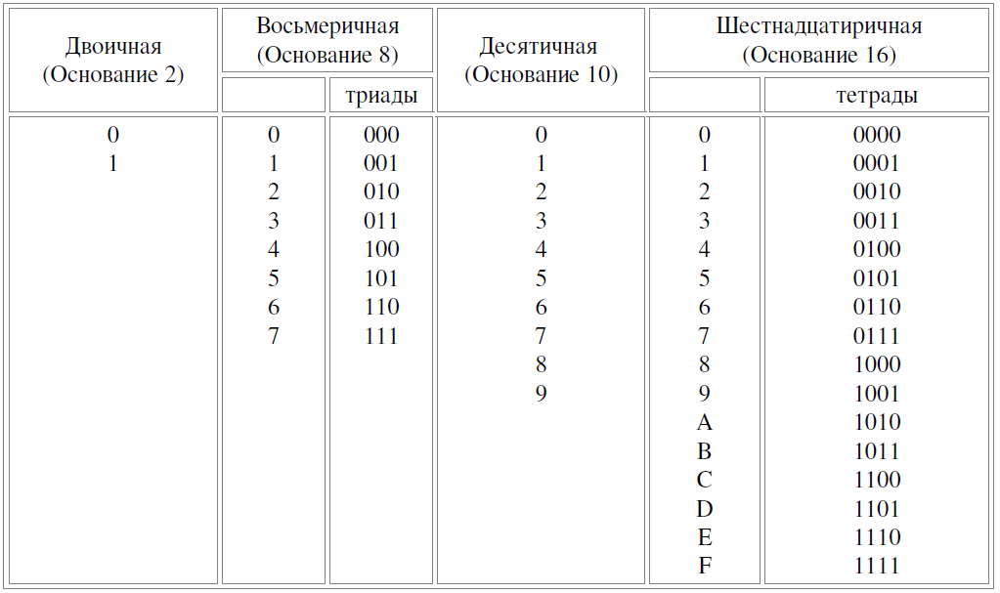 Двоичная
(Основание 2)
Восьмеричная
(Основание 8)
Десятичная
(Основание 10)
Шестнадцатиричная
(Основание 16)
триады
тетрады
0 0 000 0 0 0000
1 1 001 1 1 0001
2 010 2 2 0010
3 011 3 3 0011
4 100 4 4 0100
5 101 5 5 0101
6 110 6 6 0110
7 111 7 7 0111
8 8 1000
9 9 1001
A 1010
B 1011
C 1100
D 1101
E 1110
F 1111